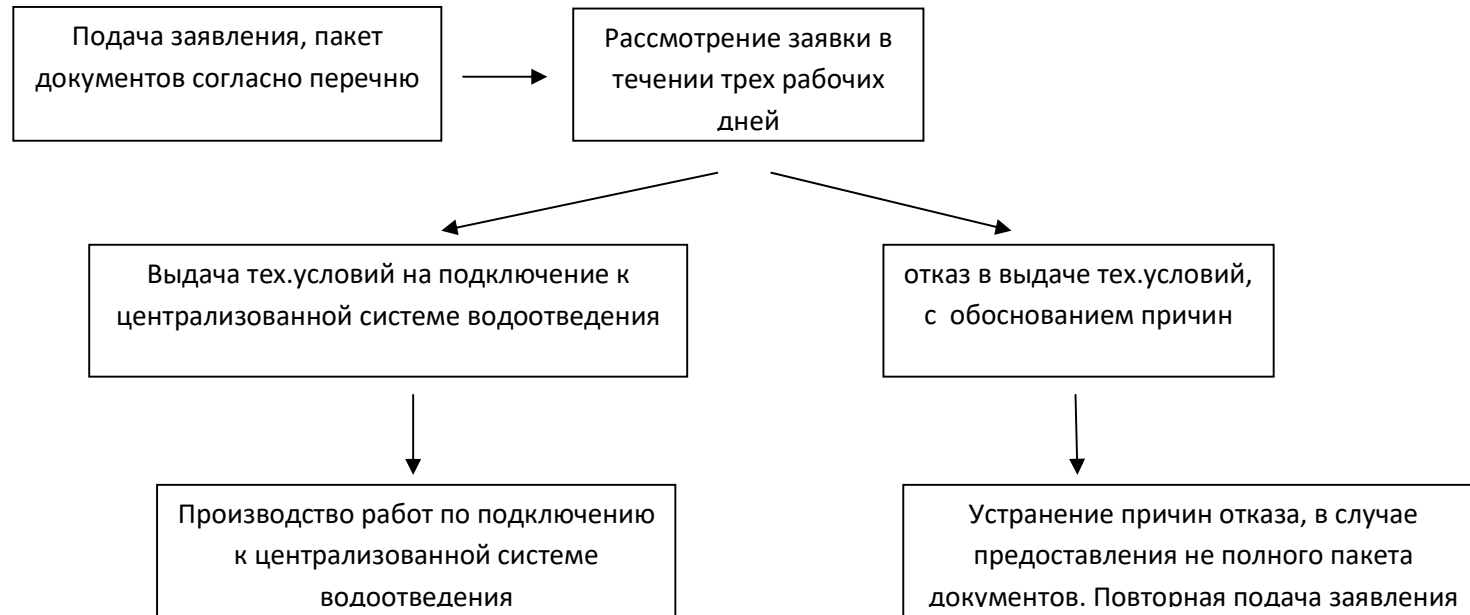 Подача заявления, пакет
документов согласно перечню
Рассмотрение заявки в
течении трех рабочих
дней
Выдача тех.условий на подключение к
централизованной системе водоотведения
отказ в выдаче тех.условий,
с обоснованием причин
Производство работ по подключению
к централизованной системе
водоотведения
Устранение причин отказа, в случае
предоставления не полного пакета
документов. Повторная подача заявления